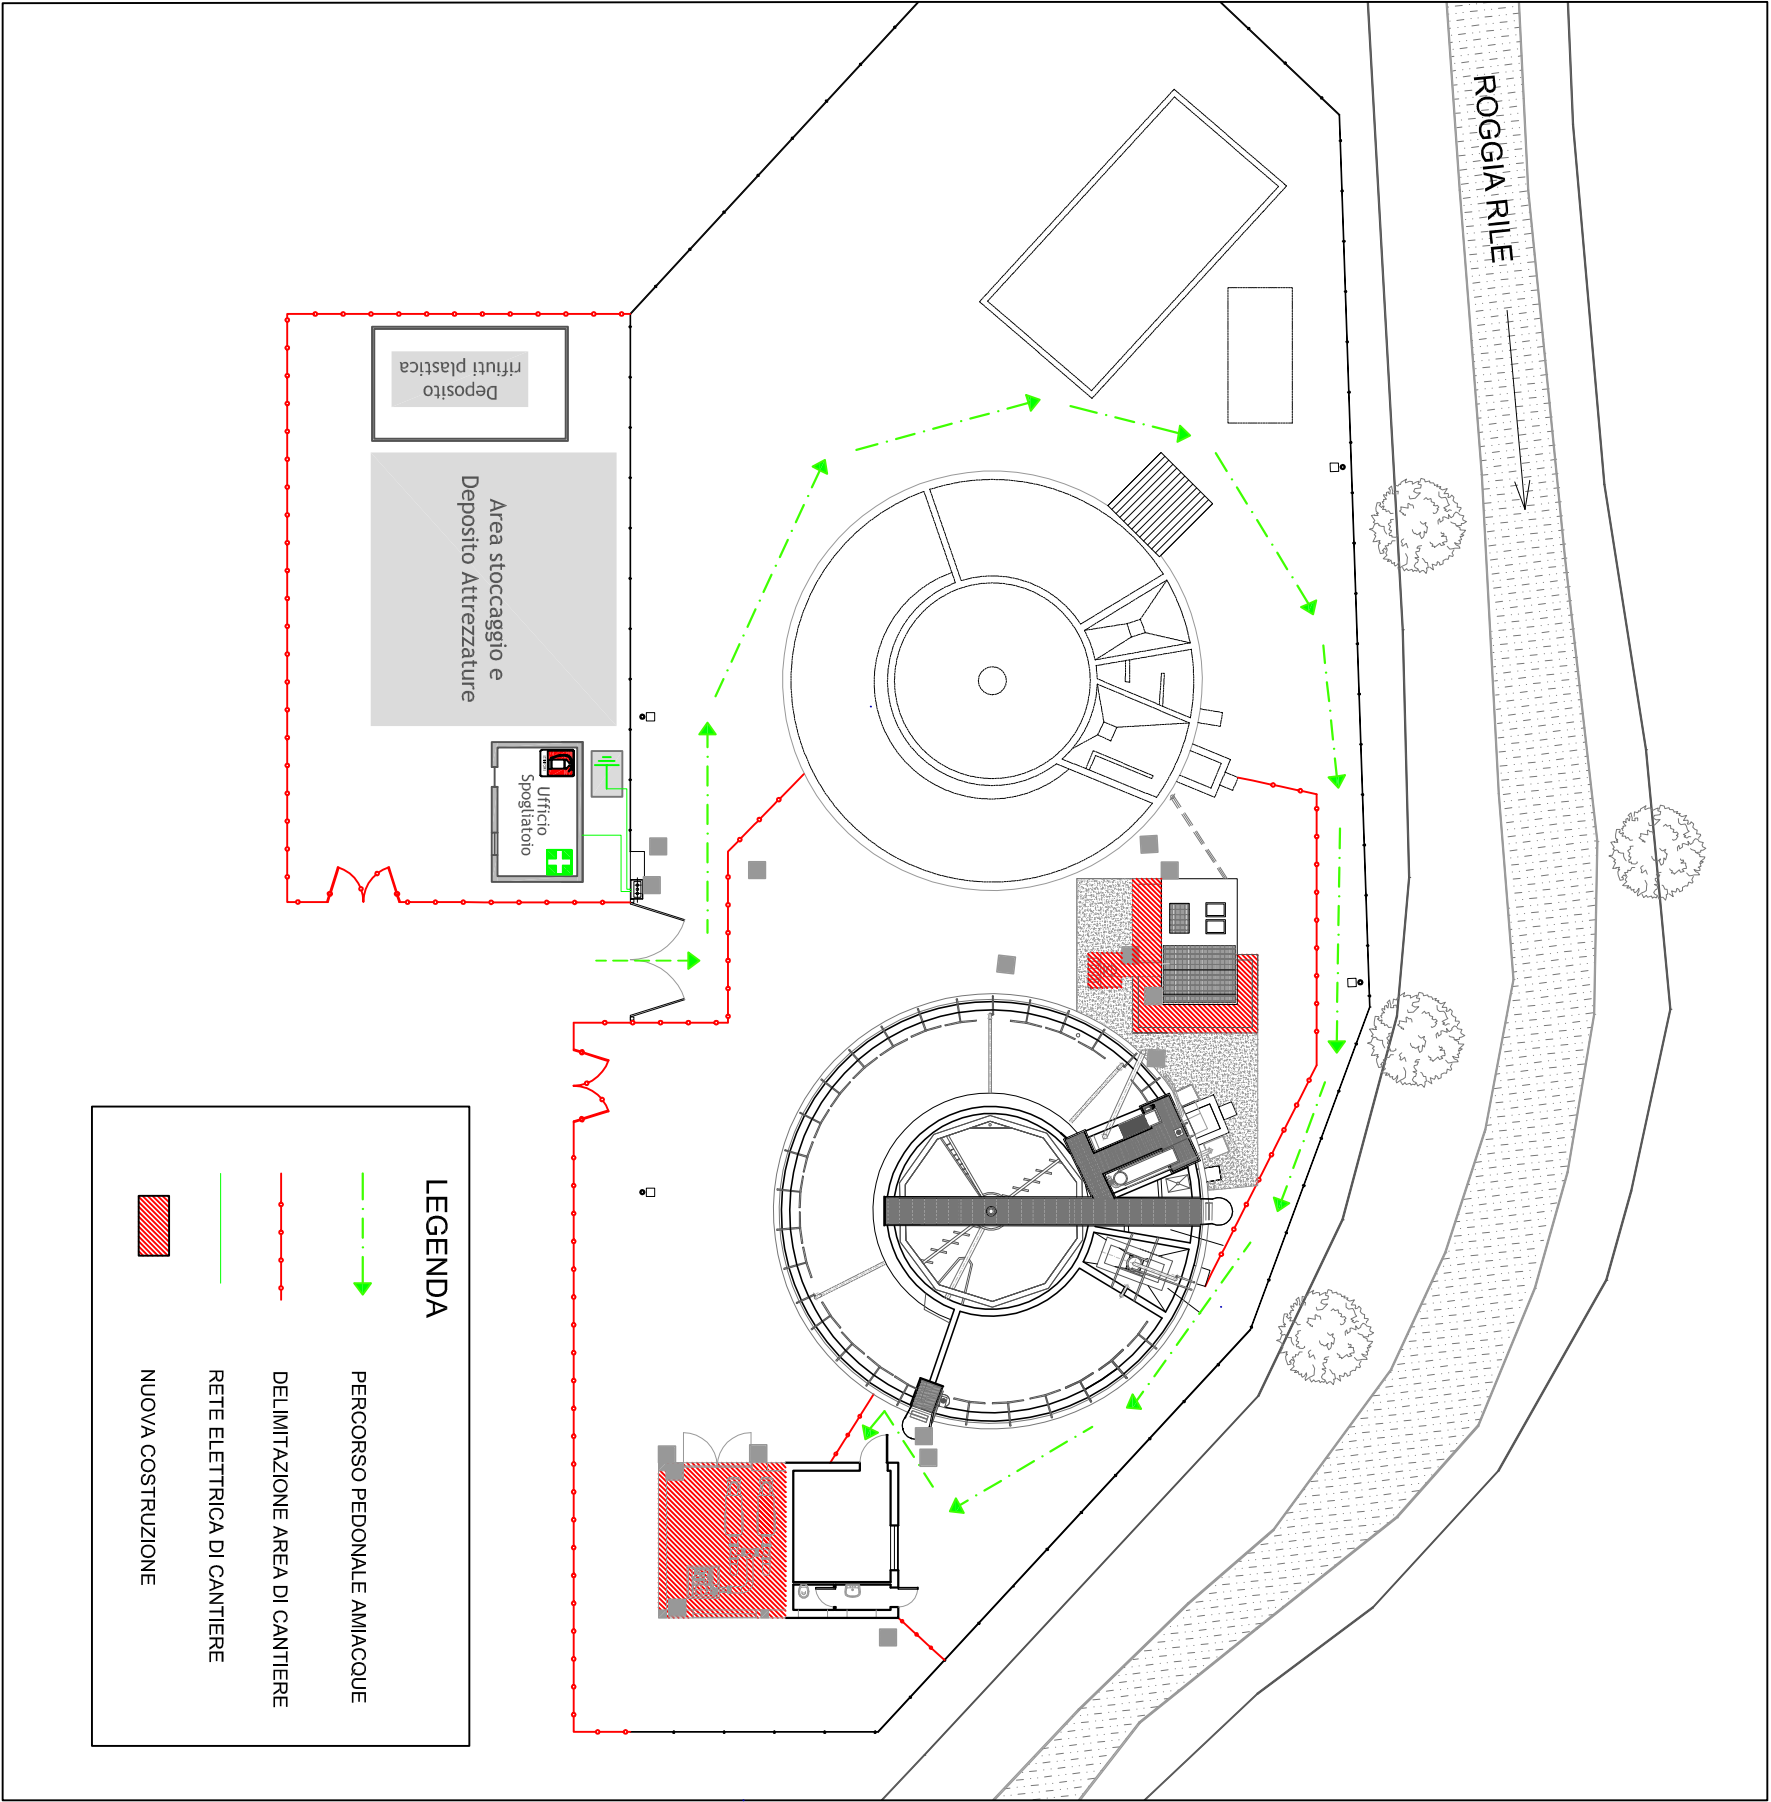 ROGGIA RILE
Deposito
rifiuti plastica
Area stoccaggio e
Deposito Attrezzature
Ufficio
Spogliatoio
LEGENDA
PERCORSO PEDONALE AMIACQUE
DELIMITAZIONE AREA DI CANTIERE
RETE ELETTRICA DI CANTIERE
NUOVA COSTRUZIONE